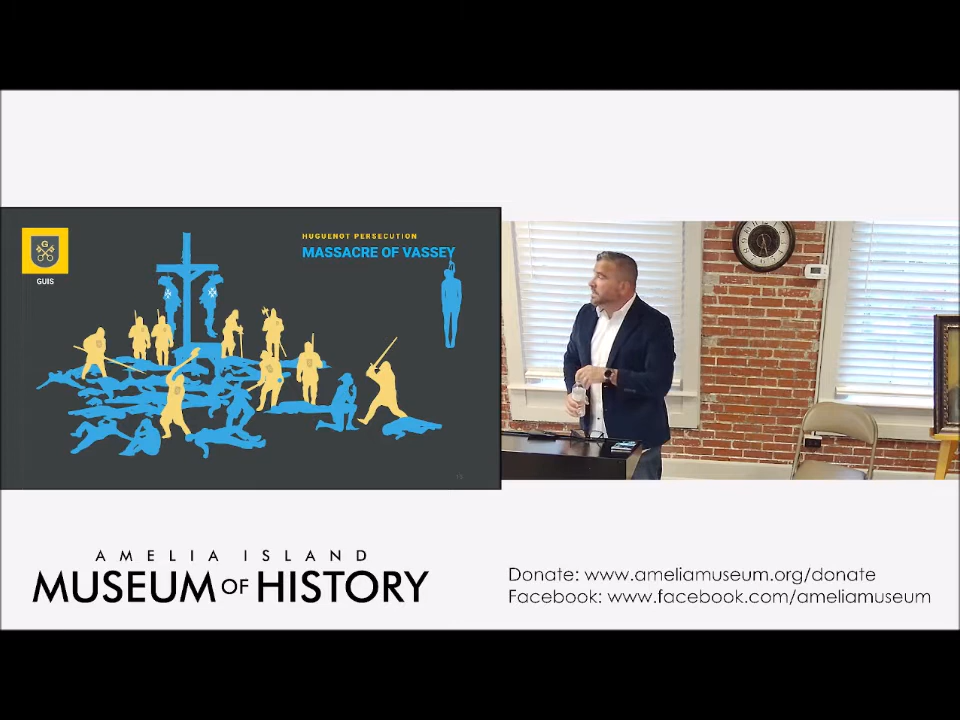 G
GUIS
HUGUENOT PERSECUTION
MASSACRE OF VASSEY
AMELIA ISLAND
MUSEUM OF HISTORY
Donate: www.ameliamuseum.org/donate
Facebook: www.facebook.com/ameliamuseum